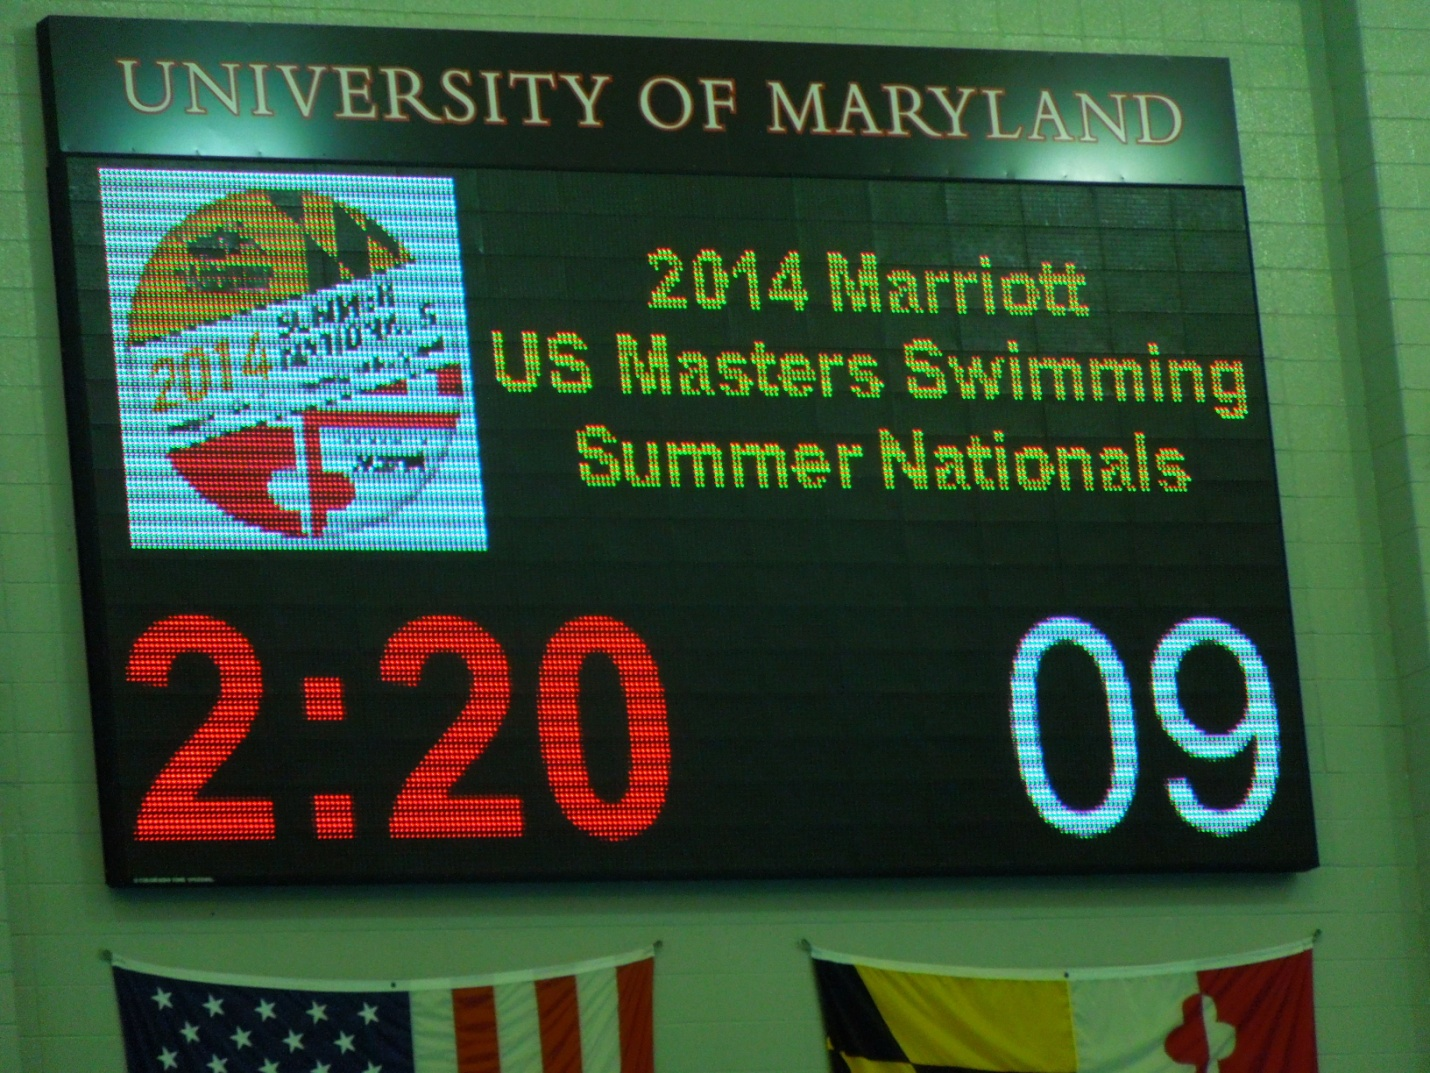 UNIVERSITY OF MARYLAND
2014 Marriott
US Masters Swimming
Summer Nationals
2014
2:20
09